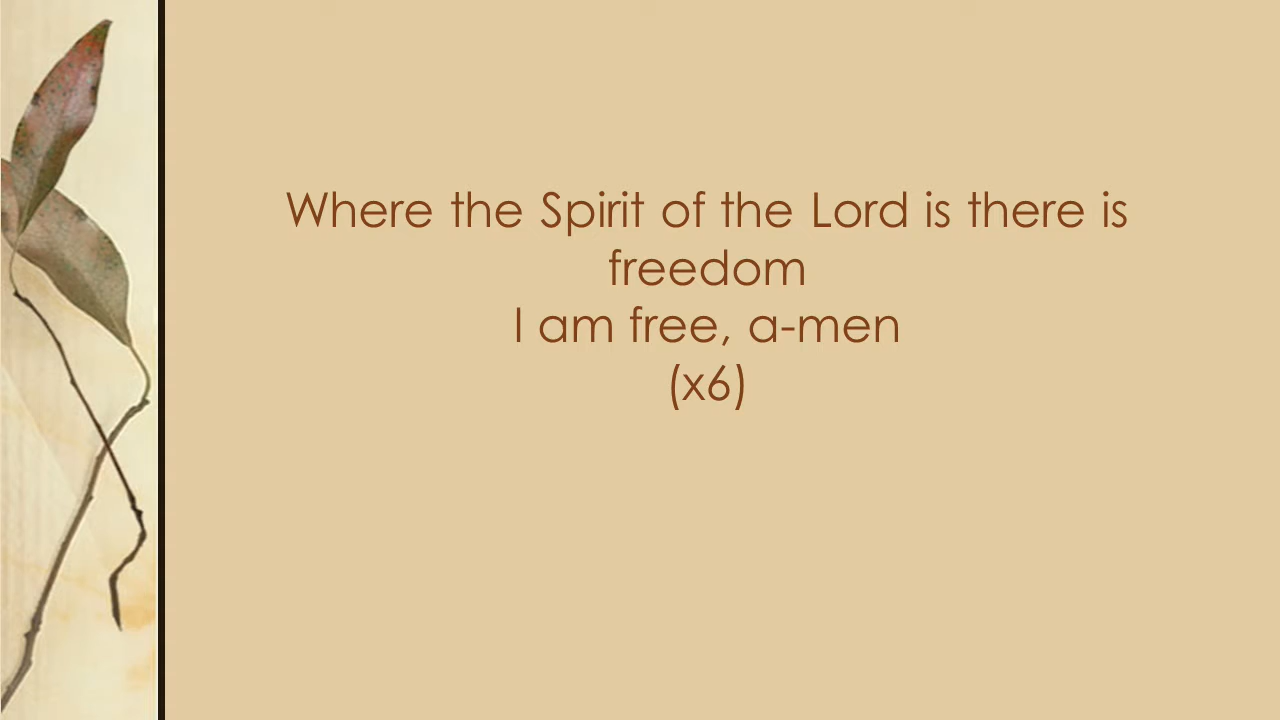 Where the Spirit of the Lord is there is
freedom
I am free, a-men
(x6)